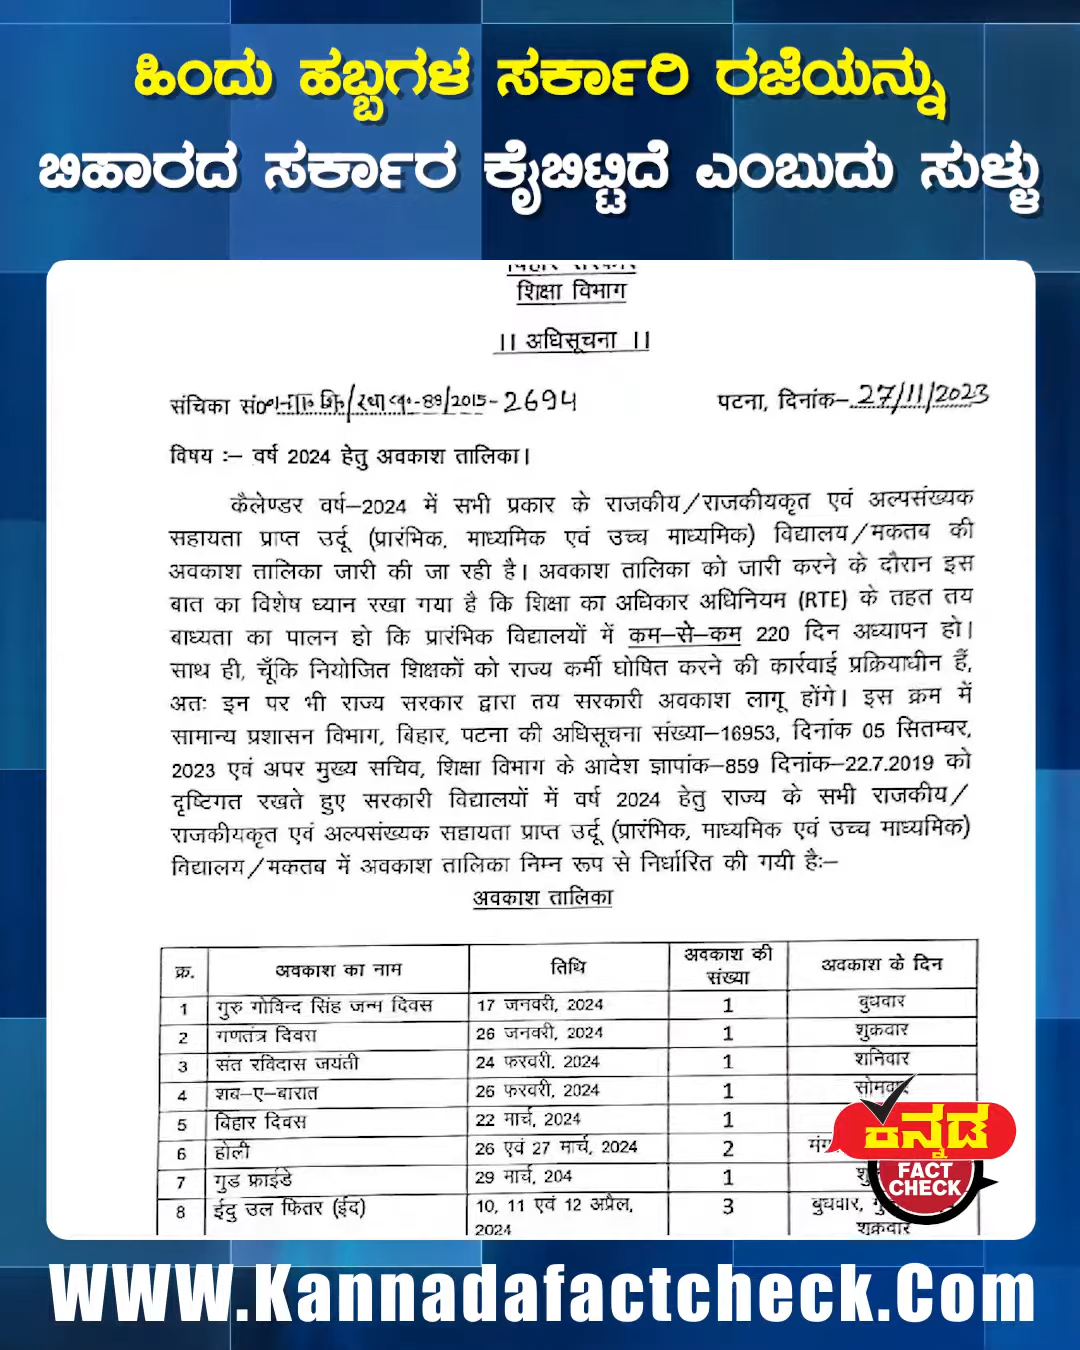 ಹಿಂದು ಹಬ್ಬಗಳ ಸರ್ಕಾರಿ ರಜೆಯನ್ನು
ಬಿಹಾರದ ಸರ್ಕಾರ ಕೈಬಿಟ್ಟಿದೆ ಎಂಬುದು ಸುಳ್ಳು
बिहार सरकार
शिक्षा विभाग
।। अधिसूचना ।।
संचिका सं० 89/2015-2694 पटना, दिनांक– 27/11/2023
विषय :– वर्ष 2024 हेतु अवकाश तालिका।
कैलेण्डर वर्ष–2024 में सभी प्रकार के राजकीय/राजकीयकृत एवं अल्पसंख्यक
सहायता प्राप्त उर्दू (प्रारंभिक, माध्यमिक एवं उच्च माध्यमिक) विद्यालय/मकतब की
अवकाश तालिका जारी की जा रही है। अवकाश तालिका को जारी करने के दौरान इस
बात का विशेष ध्यान रखा गया है कि शिक्षा का अधिकार अधिनियम (RTE) के तहत तय
बाध्यता का पालन हो कि प्रारंभिक विद्यालयों में कम–से–कम 220 दिन अध्यापन हो।
साथ ही, चूँकि नियोजित शिक्षकों को राज्य कर्मी घोषित करने की कार्रवाई प्रक्रियाधीन हैं,
अतः इन पर भी राज्य सरकार द्वारा तय सरकारी अवकाश लागू होंगे। इस क्रम में
सामान्य प्रशासन विभाग, बिहार, पटना की अधिसूचना संख्या–16953, दिनांक 05 सितम्बर,
2023 एवं अपर मुख्य सचिव, शिक्षा विभाग के आदेश ज्ञापांक–859 दिनांक–22.7.2019 को
दृष्टिगत रखते हुए सरकारी विद्यालयों में वर्ष 2024 हेतु राज्य के सभी राजकीय/
राजकीयकृत एवं अल्पसंख्यक सहायता प्राप्त उर्दू (प्रारंभिक, माध्यमिक एवं उच्च माध्यमिक)
विद्यालय/मकतब में अवकाश तालिका निम्न रूप से निर्धारित की गयी है:–
अवकाश तालिका
क्र. अवकाश का नाम तिथि अवकाश की संख्या अवकाश के दिन
1 गुरु गोविन्द सिंह जन्म दिवस 17 जनवरी, 2024 1 बुधवार
2 गणतंत्र दिवस 26 जनवरी, 2024 1 शुक्रवार
3 संत रविदास जयंती 24 फरवरी, 2024 1 शनिवार
4 शब–ए–बारात 26 फरवरी, 2024 1 सोमवार
5 बिहार दिवस 22 मार्च, 2024 1
6 होली 26 एवं 27 मार्च, 2024 2
7 गुड फ्राईडे 29 मार्च, 204 1
8 ईदु उल फितर (ईद) 10, 11 एवं 12 अप्रैल, 2024 3 बुधवार, शुक्रवार
ಕನ್ನಡ
FACT
CHECK
WWW.Kannadafactcheck.Com